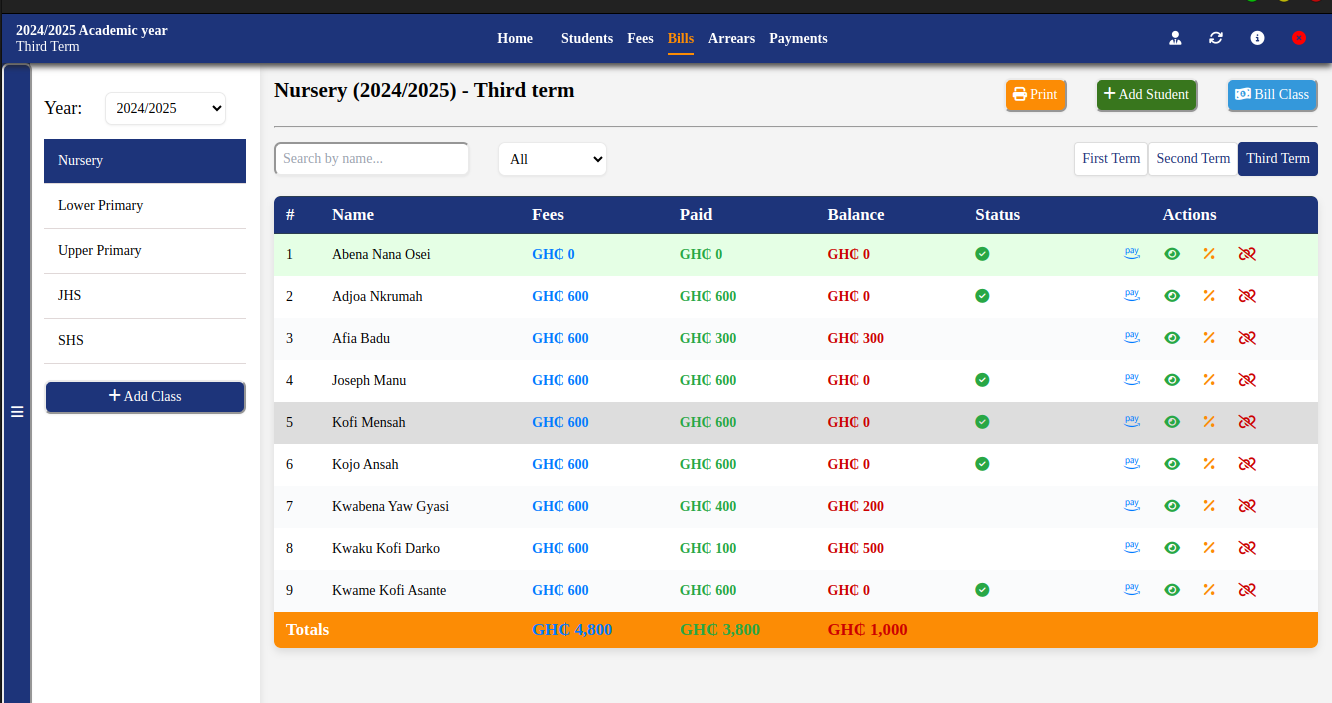 2024/2025 Academic year
Third Term
Home Students Fees Bills Arrears Payments
Year: 2024/2025
Nursery
Lower Primary
Upper Primary
JHS
SHS
Add Class
Nursery (2024/2025) - Third term
Print Add Student Bill Class
Search by name... All First Term Second Term Third Term
# Name Fees Paid Balance Status Actions
1 Abena Nana Osei GH₵ 0 GH₵ 0 GH₵ 0 pay
2 Adjoa Nkrumah GH₵ 600 GH₵ 600 GH₵ 0 pay
3 Afia Badu GH₵ 600 GH₵ 300 GH₵ 300 pay
4 Joseph Manu GH₵ 600 GH₵ 600 GH₵ 0 pay
5 Kofi Mensah GH₵ 600 GH₵ 600 GH₵ 0 pay
6 Kojo Ansah GH₵ 600 GH₵ 600 GH₵ 0 pay
7 Kwabena Yaw Gyasi GH₵ 600 GH₵ 400 GH₵ 200 pay
8 Kwaku Kofi Darko GH₵ 600 GH₵ 100 GH₵ 500 pay
9 Kwame Kofi Asante GH₵ 600 GH₵ 600 GH₵ 0 pay
Totals GH₵ 4,800 GH₵ 3,800 GH₵ 1,000